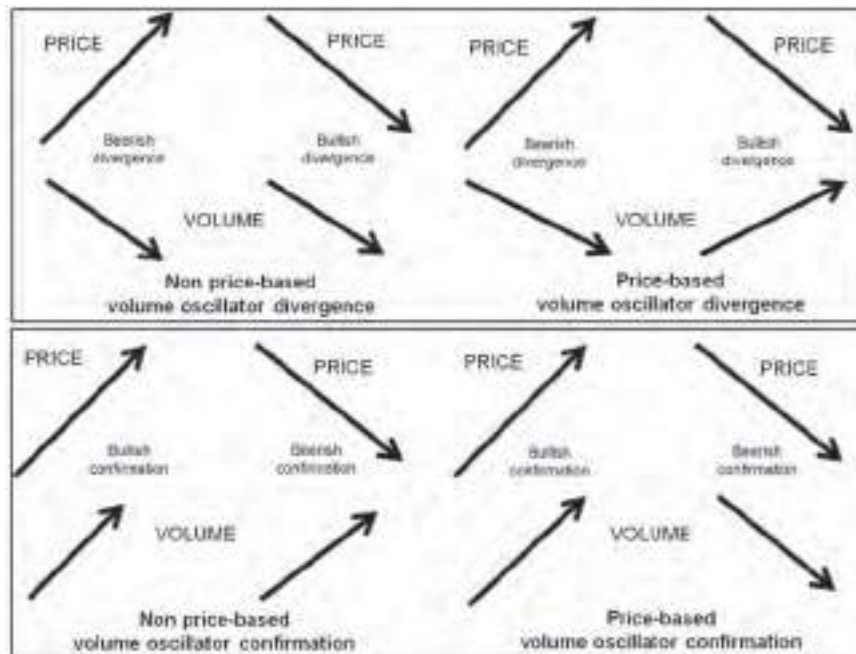 PRICE
PRICE
PRICE
PRICE
Bearish
divergence
Bullish
divergence
Bearish
divergence
Bullish
divergence
VOLUME
VOLUME
Non price-based
volume oscillator divergence
Price-based
volume oscillator divergence
PRICE
PRICE
PRICE
PRICE
Bullish
confirmation
Bearish
confirmation
Bullish
confirmation
Bearish
confirmation
VOLUME
VOLUME
Non price-based
volume oscillator confirmation
Price-based
volume oscillator confirmation